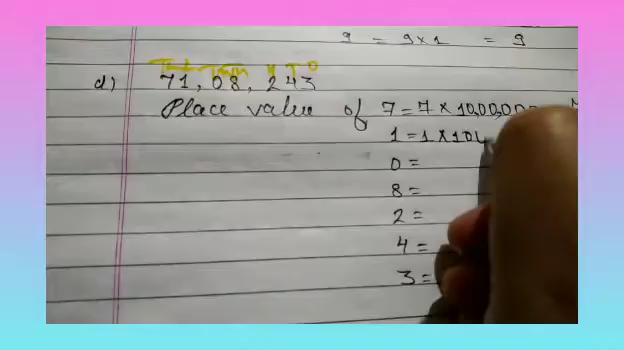 9 = 9×1 = 9
H T O
d) 71, 08, 243
Place value of 7 = 7 × 10,00,00
1 = 1 × 10
0 =
8 =
2 =
4 =
3 =